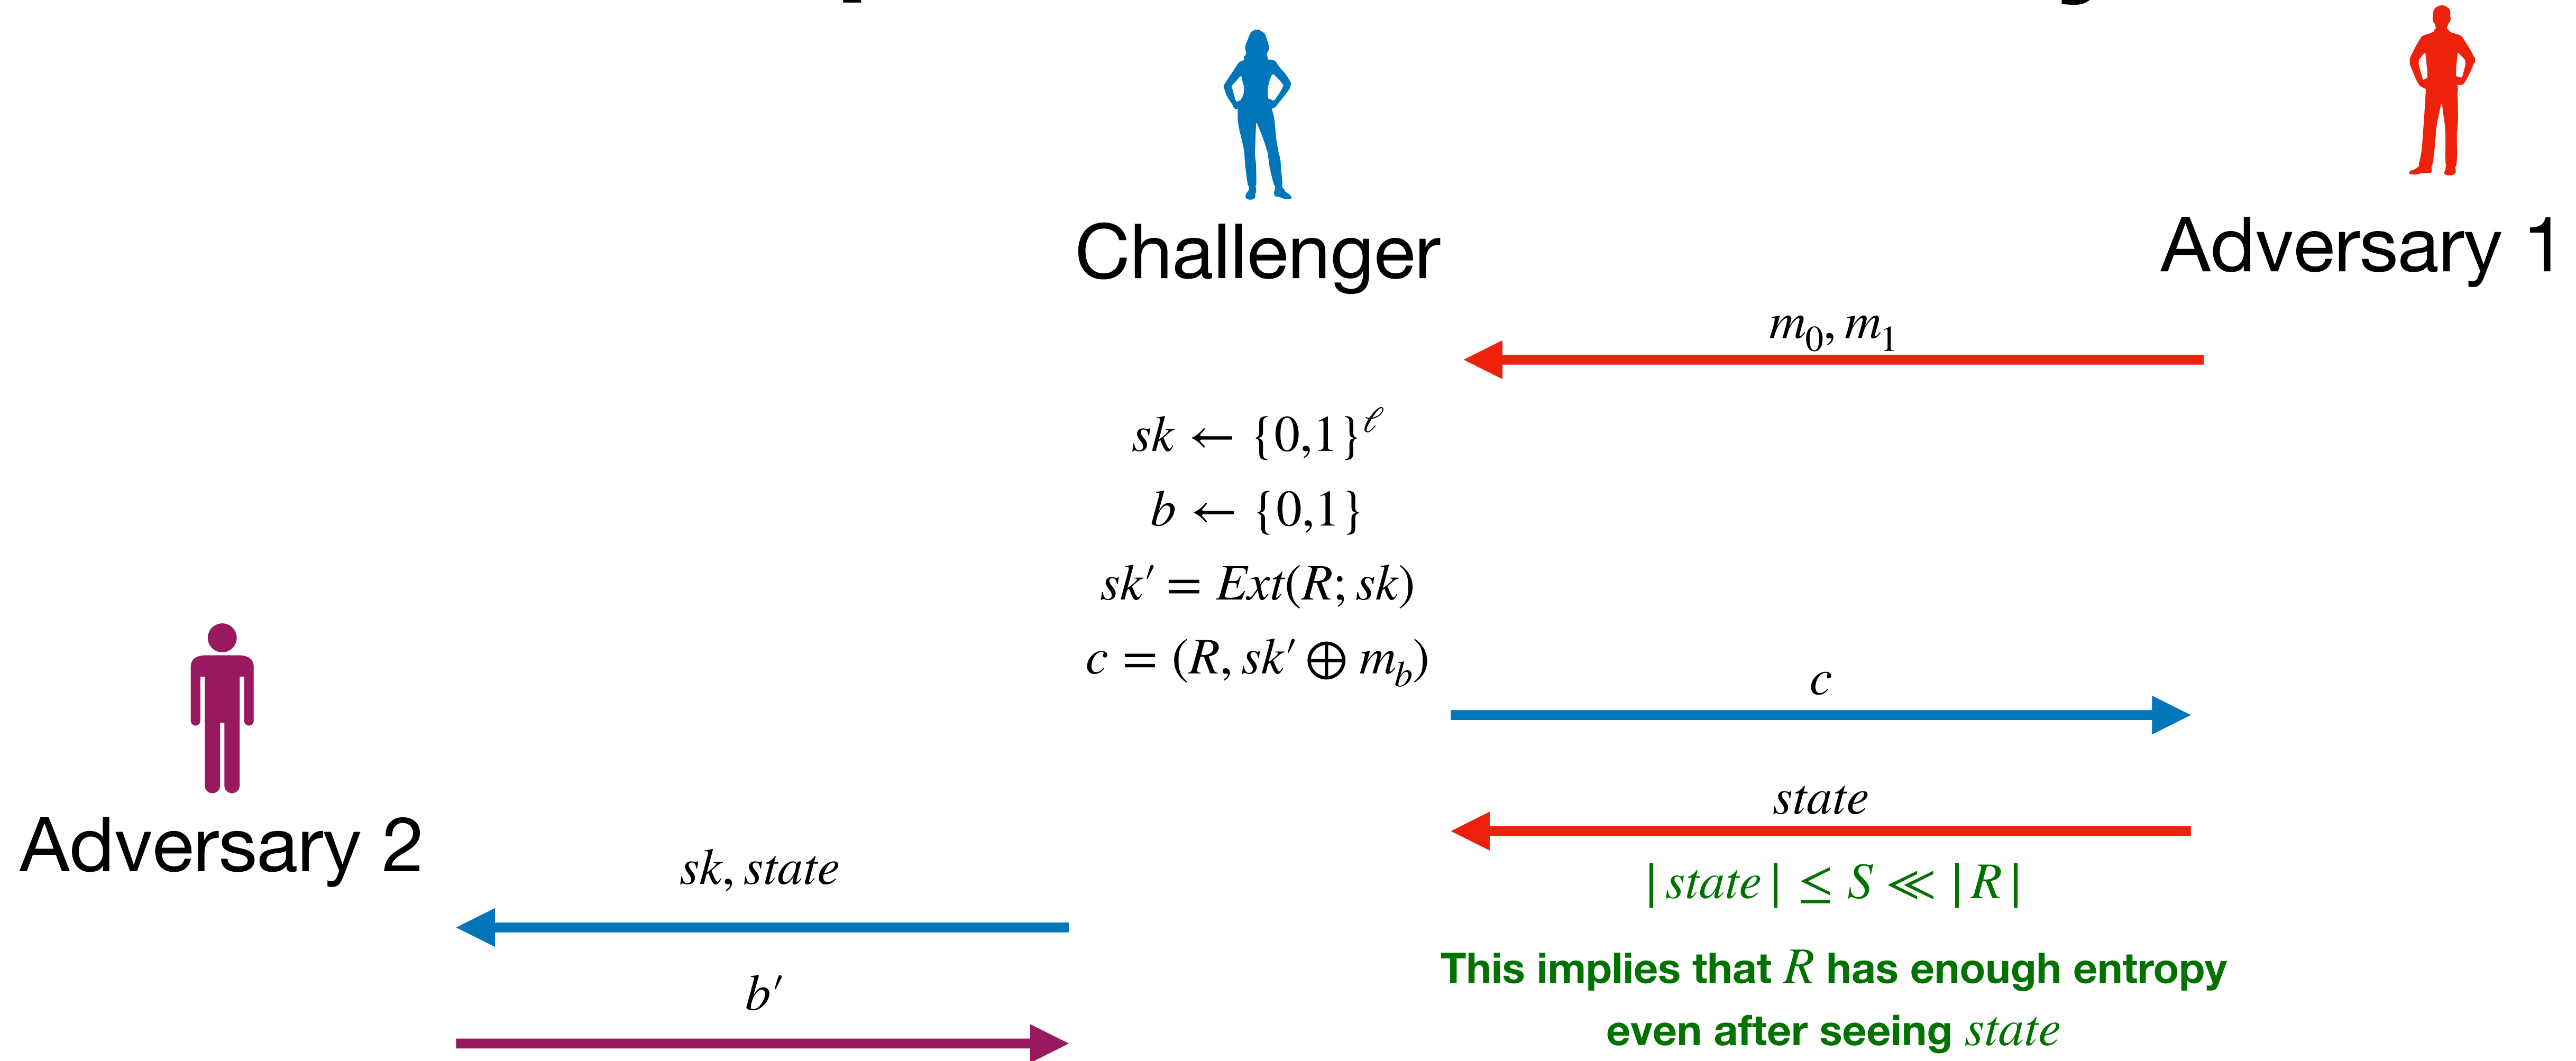 Challenger
Adversary 1
m₀, m₁
sk ← {0,1}^ℓ
b ← {0,1}
sk′ = Ext(R; sk)
c = (R, sk′ ⊕ m_b)
c
state
Adversary 2
sk, state
|state| ≤ S ≪ |R|
This implies that R has enough entropy
even after seeing state
b′